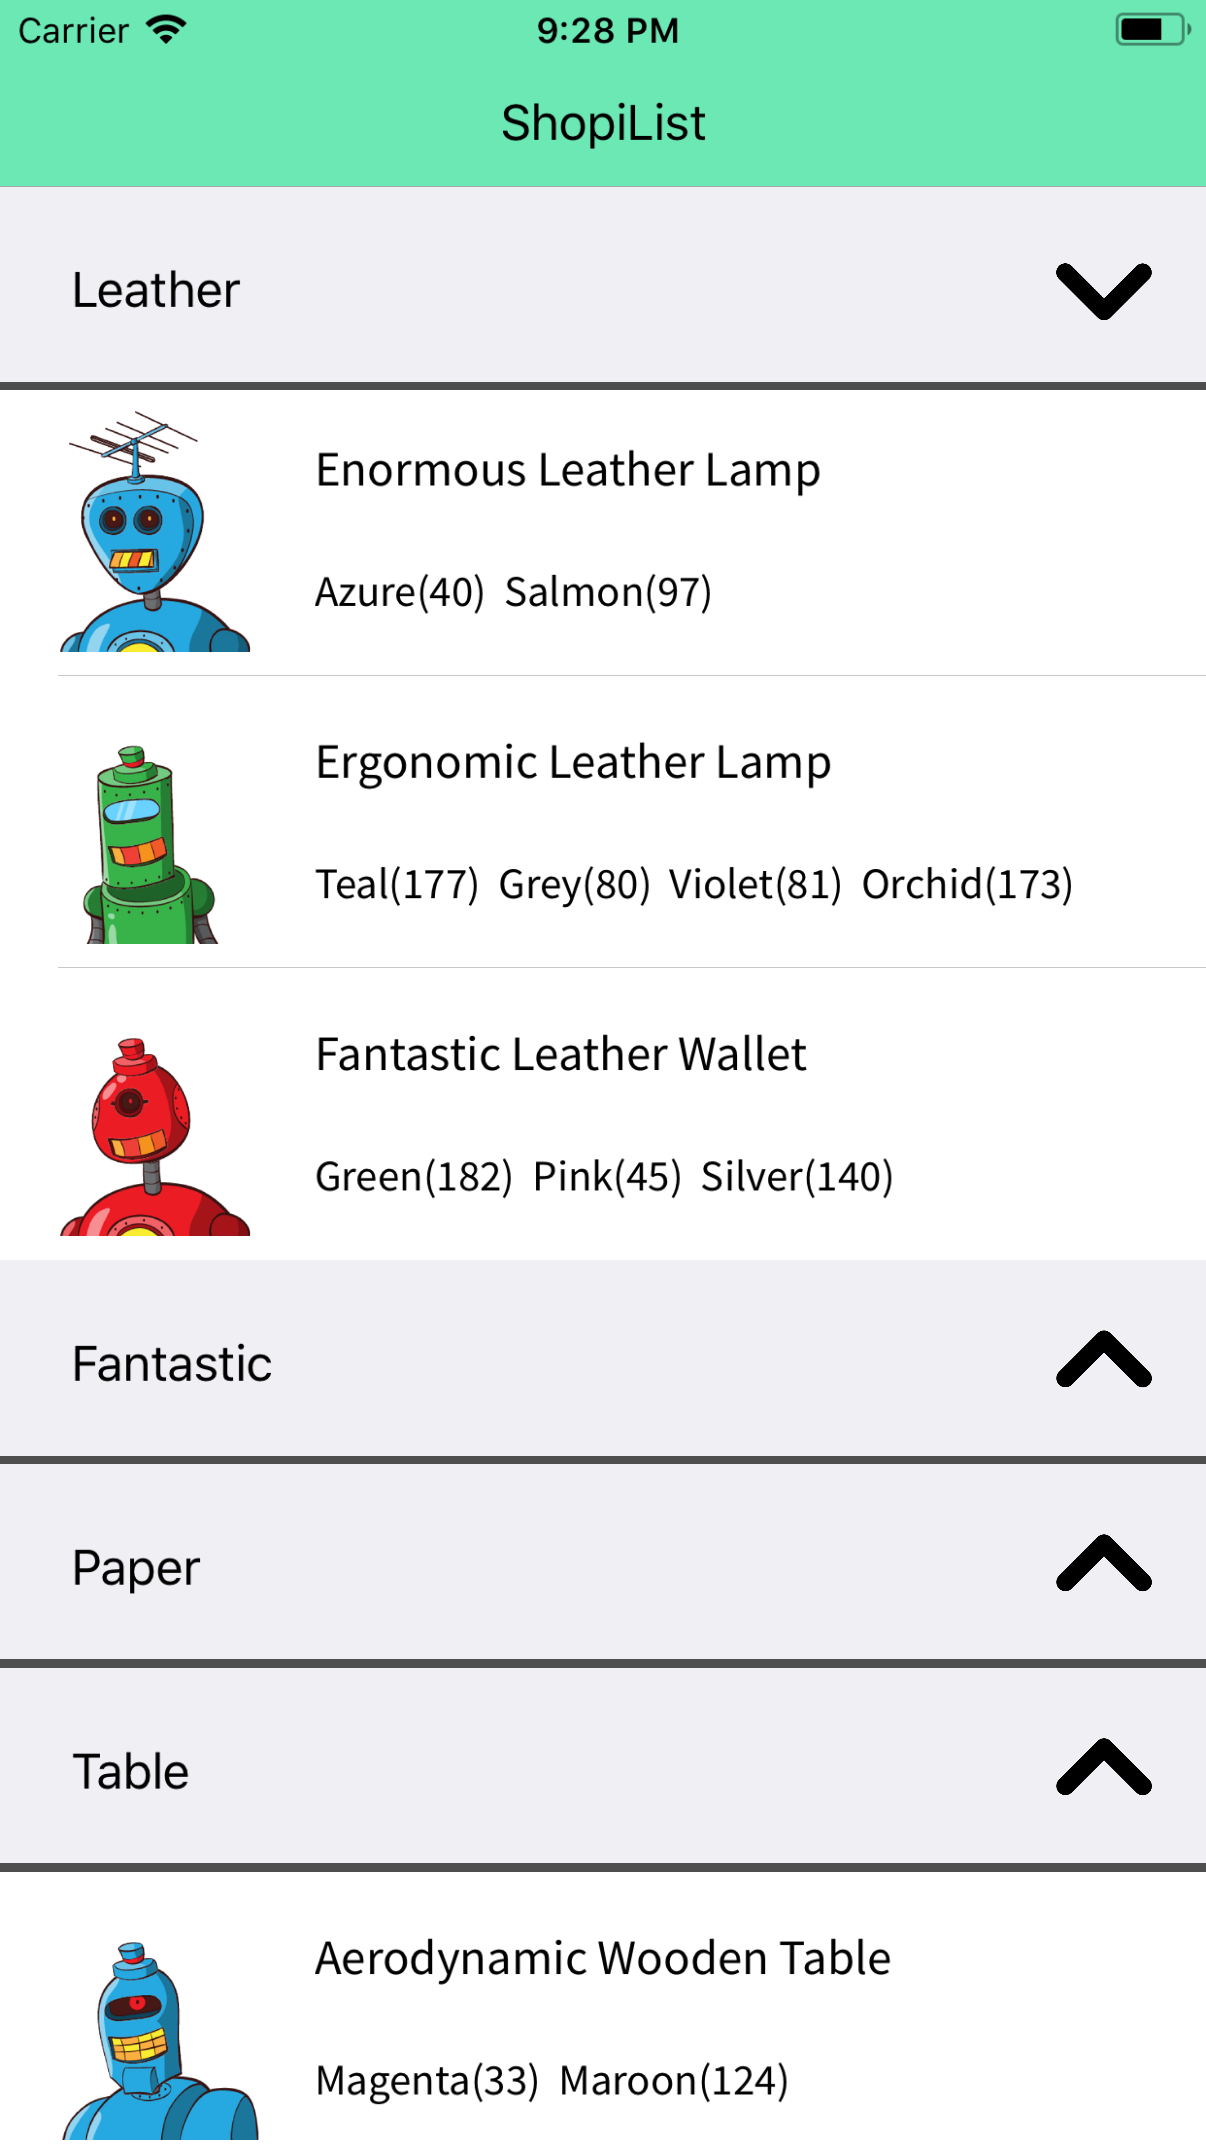 Carrier 9:28 PM
ShopiList
Leather
Enormous Leather Lamp
Azure(40) Salmon(97)
Ergonomic Leather Lamp
Teal(177) Grey(80) Violet(81) Orchid(173)
Fantastic Leather Wallet
Green(182) Pink(45) Silver(140)
Fantastic
Paper
Table
Aerodynamic Wooden Table
Magenta(33) Maroon(124)